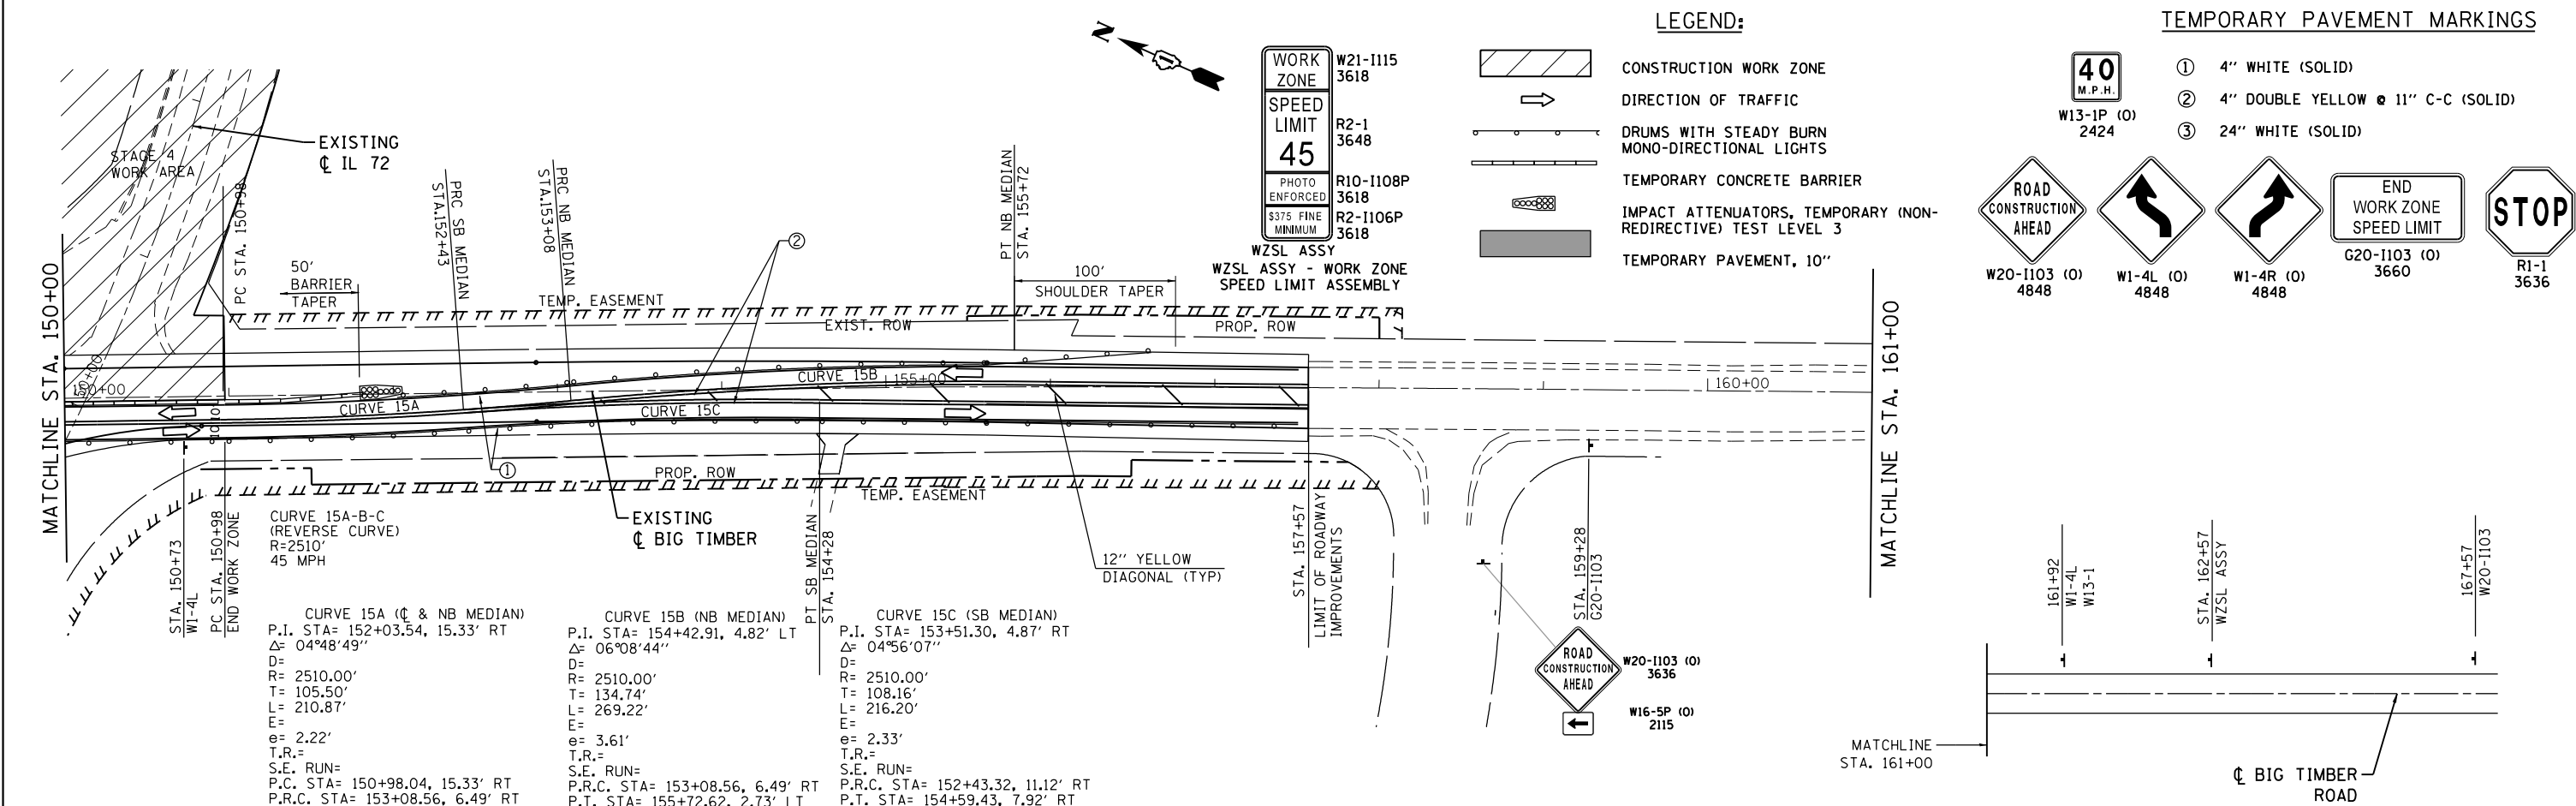 LEGEND:
CONSTRUCTION WORK ZONE
DIRECTION OF TRAFFIC
DRUMS WITH STEADY BURN
MONO-DIRECTIONAL LIGHTS
TEMPORARY CONCRETE BARRIER
IMPACT ATTENUATORS, TEMPORARY (NON-
REDIRECTIVE) TEST LEVEL 3
TEMPORARY PAVEMENT, 10''
TEMPORARY PAVEMENT MARKINGS
① 4'' WHITE (SOLID)
② 4'' DOUBLE YELLOW @ 11'' C-C (SOLID)
③ 24'' WHITE (SOLID)
40
M.P.H.
W13-1P (O)
2424
ROAD
CONSTRUCTION
AHEAD
W20-I103 (O)
4848
W1-4L (O)
4848
W1-4R (O)
4848
END
WORK ZONE
SPEED LIMIT
G20-I103 (O)
3660
STOP
R1-1
3636
N
WORK
ZONE
W21-I115
3618
SPEED
LIMIT
45
R2-1
3648
PHOTO
ENFORCED
R10-I108P
3618
$375 FINE
MINIMUM
R2-I106P
3618
WZSL ASSY
WZSL ASSY - WORK ZONE
SPEED LIMIT ASSEMBLY
MATCHLINE STA. 150+00
STAGE 4
WORK AREA
EXISTING
℄ IL 72
PC STA. 150+98
50'
BARRIER
TAPER
PRC SB MEDIAN
STA.152+43
PRC NB MEDIAN
STA.153+08
②
PT NB MEDIAN
STA. 155+72
100'
SHOULDER TAPER
TEMP. EASEMENT
EXIST. ROW
PROP. ROW
150+00
CURVE 15A
CURVE 15B
CURVE 15C
155+00
160+00
①
PROP. ROW
TEMP. EASEMENT
MATCHLINE STA. 161+00
STA. 150+73
W1-4L
PC STA. 150+98
END WORK ZONE
CURVE 15A-B-C
(REVERSE CURVE)
R=2510'
45 MPH
EXISTING
℄ BIG TIMBER
PT SB MEDIAN
STA. 154+28
12'' YELLOW
DIAGONAL (TYP)
STA. 157+57
LIMIT OF ROADWAY
IMPROVEMENTS
STA. 159+28
G20-I103
ROAD
CONSTRUCTION
AHEAD
W20-I103 (O)
3636
W16-5P (O)
2115
161+92
W1-4L
W13-1
STA. 162+57
WZSL ASSY
167+57
W20-I103
MATCHLINE
STA. 161+00
℄ BIG TIMBER
ROAD
CURVE 15A (℄ & NB MEDIAN)
P.I. STA= 152+03.54, 15.33' RT
Δ= 04°48'49''
D=
R= 2510.00'
T= 105.50'
L= 210.87'
E=
e= 2.22'
T.R.=
S.E. RUN=
P.C. STA= 150+98.04, 15.33' RT
P.R.C. STA= 153+08.56, 6.49' RT
CURVE 15B (NB MEDIAN)
P.I. STA= 154+42.91, 4.82' LT
Δ= 06°08'44''
D=
R= 2510.00'
T= 134.74'
L= 269.22'
E=
e= 3.61'
T.R.=
S.E. RUN=
P.R.C. STA= 153+08.56, 6.49' RT
P.T. STA= 155+72.62, 2.73' LT
CURVE 15C (SB MEDIAN)
P.I. STA= 153+51.30, 4.87' RT
Δ= 04°56'07''
D=
R= 2510.00'
T= 108.16'
L= 216.20'
E=
e= 2.33'
T.R.=
S.E. RUN=
P.R.C. STA= 152+43.32, 11.12' RT
P.T. STA= 154+59.43, 7.92' RT